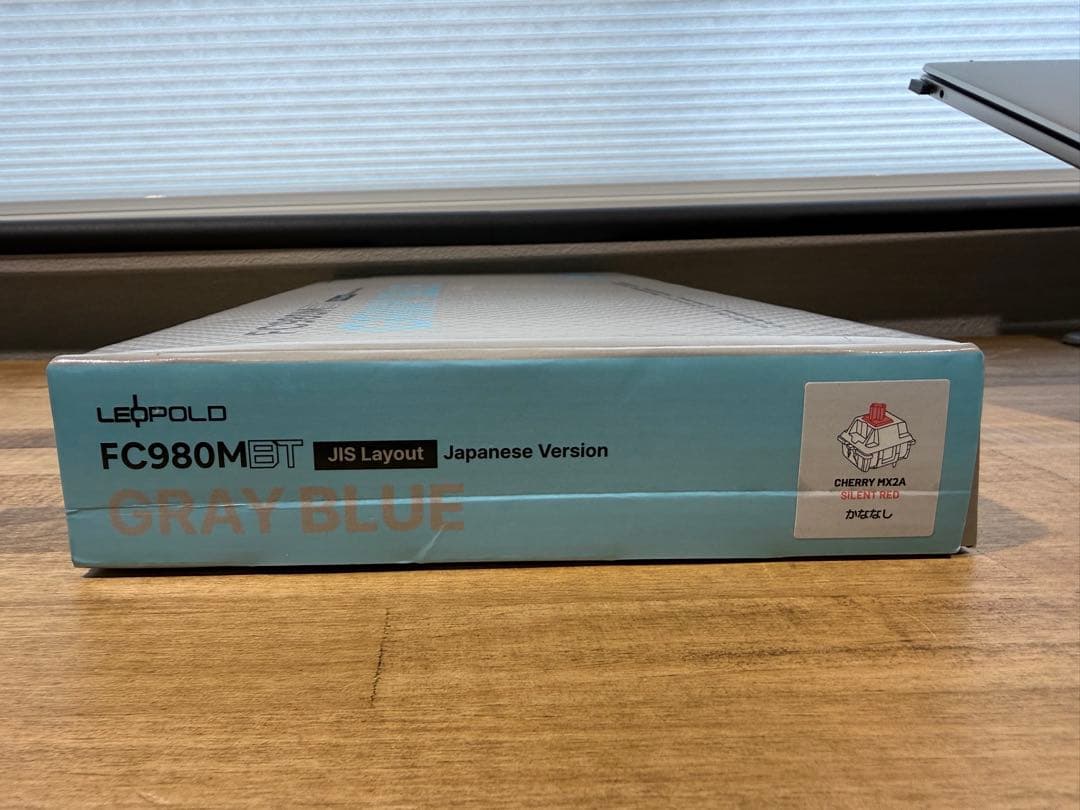 LEOPOLD
FC980MBT JIS Layout Japanese Version
GRAY BLUE
CHERRY MX2A
SILENT RED
かななし